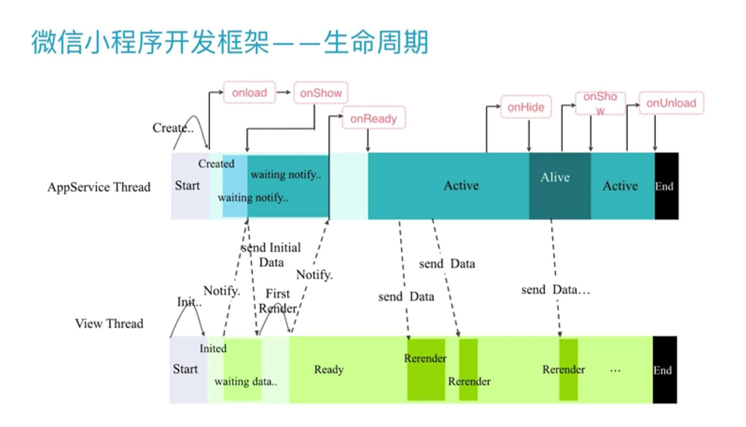 微信小程序开发框架——生命周期
onload
onShow
onReady
onHide
onSho
w
onUnload
Create..
AppService Thread
Start
Created
waiting notify..
waiting notify..
Active
Alive
Active
End
send Initial
Data
Notify.
Notify.
First
Render
Init..
send Data
send Data
send Data…
View Thread
Start
Inited
waiting data..
Ready
Rerender
Rerender
Rerender
...
End